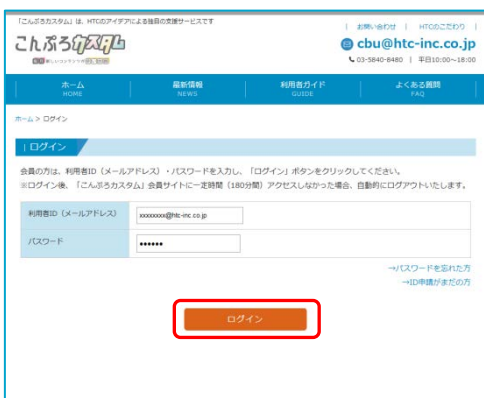 「こんぷろカスタム」は、HTCのアイデアによる独自の支援サービスです
| お問い合わせ | HTCのこだわり |
こんぷろカスタム
cbu@htc-inc.co.jp
03-5840-8480 | 平日10:00~18:00
ホーム 最新情報 利用者ガイド よくある質問
HOME NEWS GUIDE FAQ
ホーム > ログイン
| ログイン
会員の方は、利用者ID（メールアドレス）・パスワードを入力し、「ログイン」ボタンをクリックしてください。
※ログイン後、「こんぷろカスタム」会員サイトに一定時間（180分間）アクセスしなかった場合、自動的にログアウトいたします。
利用者ID（メールアドレス） xxxxxxxx@htc-inc.co.jp
パスワード ••••••
→パスワードを忘れた方
→ID申請がまだの方
ログイン